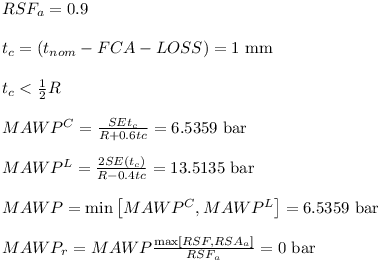 RSF_a = 0.9
t_c = (t_{nom} − FCA − LOSS) = 1 mm
t_c < \frac{1}{2}R
MAWP^C = \frac{SEt_c}{R+0.6tc} = 6.5359 bar
MAWP^L = \frac{2SE(t_c)}{R−0.4tc} = 13.5135 bar
MAWP = min [MAWP^C, MAWP^L] = 6.5359 bar
MAWP_r = MAWP \frac{max[RSF,RSA_a]}{RSF_a} = 0 bar